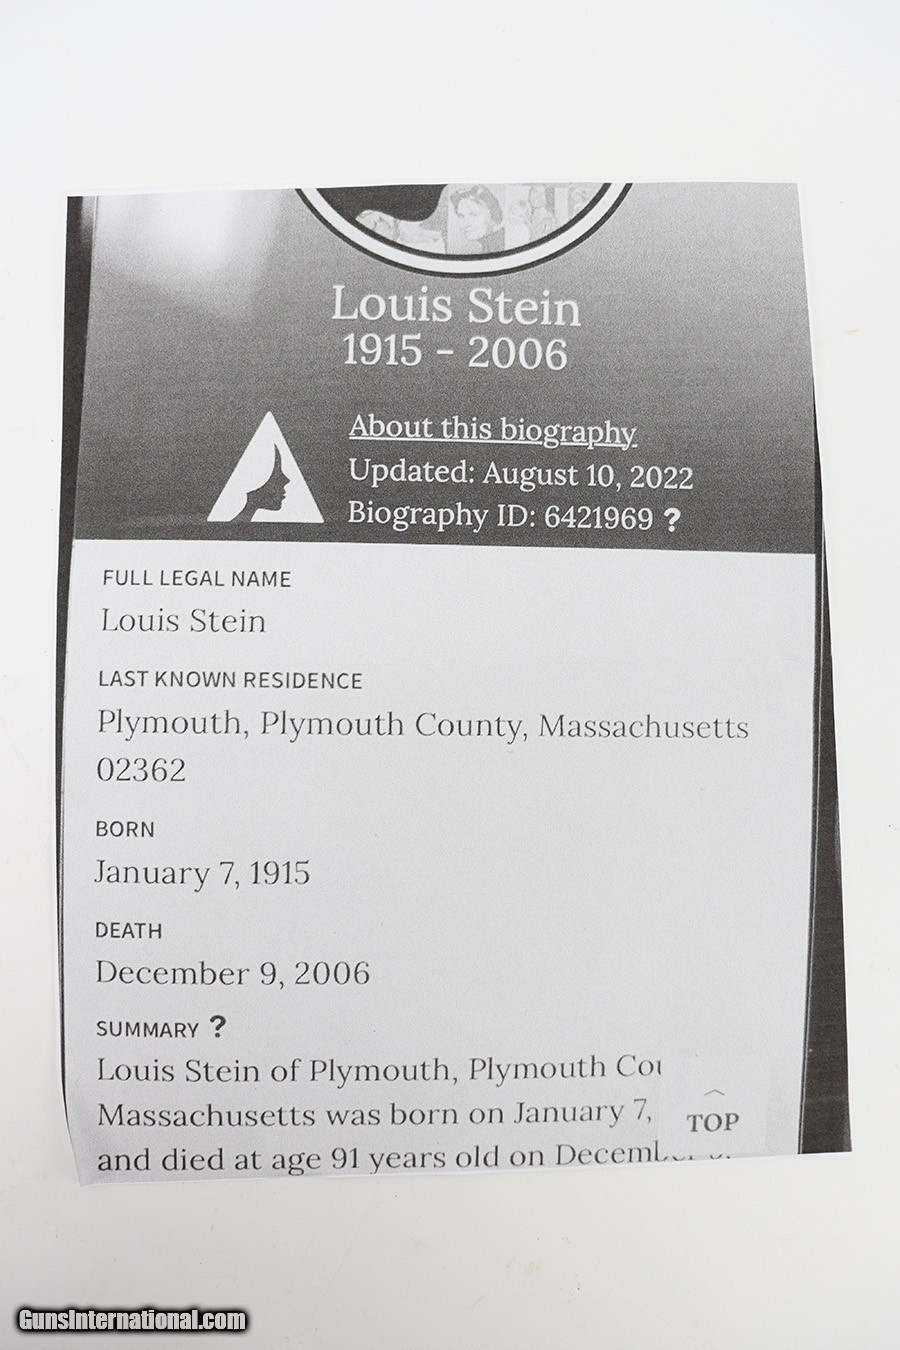 Louis Stein
1915 - 2006
About this biography
Updated: August 10, 2022
Biography ID: 6421969 ?
FULL LEGAL NAME
Louis Stein
LAST KNOWN RESIDENCE
Plymouth, Plymouth County, Massachusetts
02362
BORN
January 7, 1915
DEATH
December 9, 2006
SUMMARY ?
Louis Stein of Plymouth, Plymouth
Massachusetts was born on January 7,
TOP
and died at age 91 years old on
GunsInternational.com